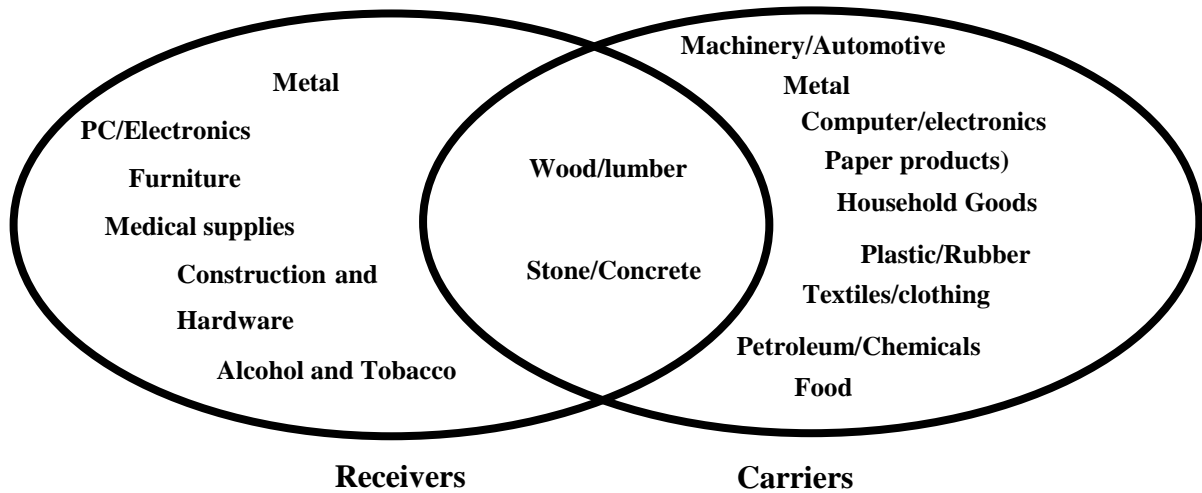 Metal
PC/Electronics
Furniture
Medical supplies
Construction and
Hardware
Alcohol and Tobacco
Wood/lumber
Stone/Concrete
Machinery/Automotive
Metal
Computer/electronics
Paper products)
Household Goods
Plastic/Rubber
Textiles/clothing
Petroleum/Chemicals
Food
Receivers
Carriers